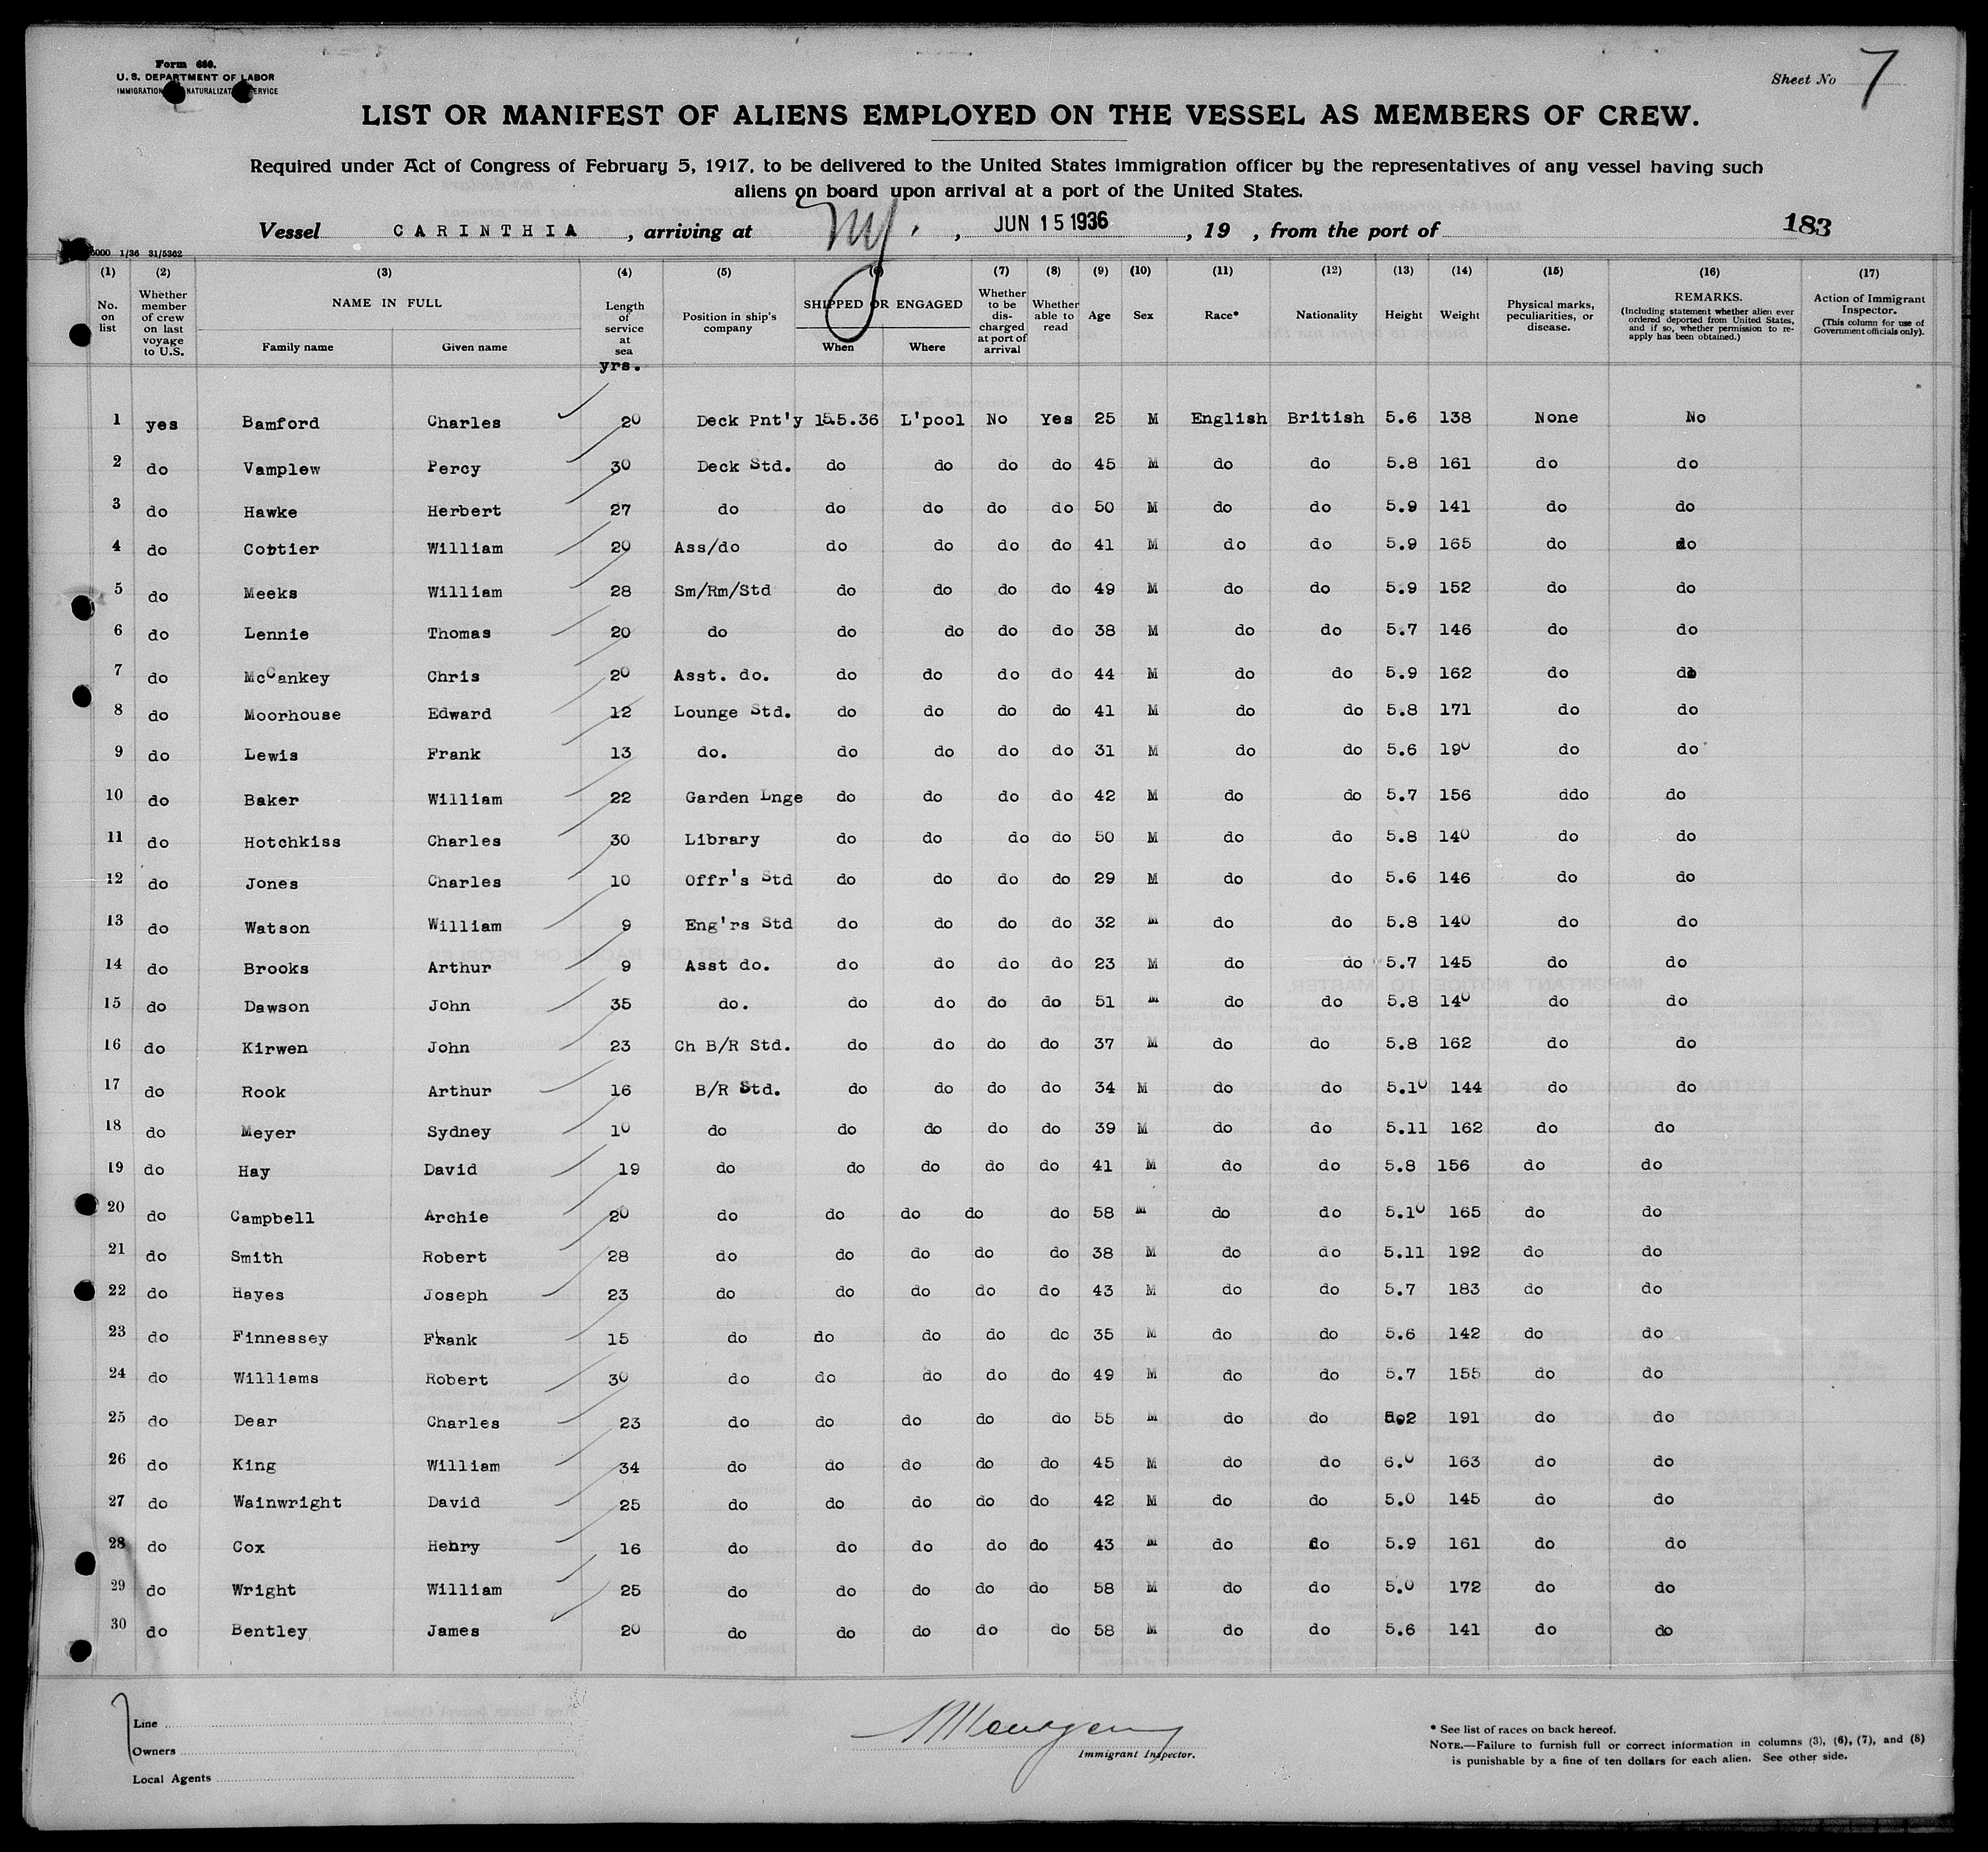 Form 680.
U. S. DEPARTMENT OF LABOR
IMMIGRATION NATURALIZAT ERVICE
Sheet No 7
LIST OR MANIFEST OF ALIENS EMPLOYED ON THE VESSEL AS MEMBERS OF CREW.
Required under Act of Congress of February 5, 1917, to be delivered to the United States immigration officer by the representatives of any vessel having such
aliens on board upon arrival at a port of the United States.
Vessel CARINTHIA , arriving at NY. , JUN 15 1936 , 19 , from the port of 183
5000 1/36 31/5362
(1) (2) (3) (4) (5) (6) (7) (8) (9) (10) (11) (12) (13) (14) (15) (16) (17)
No. on list
Whether member of crew on last voyage to U.S.
NAME IN FULL
Family name Given name
Length of service at sea
yrs.
Position in ship's company
SHIPPED OR ENGAGED
When Where
Whether to be discharged at port of arrival
Whether able to read
Age
Sex
Race*
Nationality
Height
Weight
Physical marks, peculiarities, or disease.
REMARKS.
(Including statement whether alien ever ordered deported from United States, and if so, whether permission to reapply has been obtained.)
Action of Immigrant Inspector.
(This column for use of Government officials only).
1 yes Bamford Charles 20 Deck Pnt'y 15.5.36 L'pool No Yes 25 M English British 5.6 138 None No
2 do Vamplew Percy 30 Deck Std. do do do do 45 M do do 5.8 161 do do
3 do Hawke Herbert 27 do do do do do 50 M do do 5.9 141 do do
4 do Cottier William 20 Ass/do do do do do 41 M do do 5.9 165 do do
5 do Meeks William 28 Sm/Rm/Std do do do do 49 M do do 5.9 152 do do
6 do Lennie Thomas 20 do do do do do 38 M do do 5.7 146 do do
7 do McCankey Chris 20 Asst. do. do do do do 44 M do do 5.9 162 do do
8 do Moorhouse Edward 12 Lounge Std. do do do do 41 M do do 5.8 171 do do
9 do Lewis Frank 13 do. do do do do 31 M do do 5.6 190 do do
10 do Baker William 22 Garden Lnge do do do do 42 M do do 5.7 156 ddo do
11 do Hotchkiss Charles 30 Library do do do do 50 M do do 5.8 140 do do
12 do Jones Charles 10 Offr's Std do do do do 29 M do do 5.6 146 do do
13 do Watson William 9 Eng'rs Std do do do do 32 M do do 5.8 140 do do
14 do Brooks Arthur 9 Asst do. do do do do 23 M do do 5.7 145 do do
15 do Dawson John 35 do. do do do do 51 M do do 5.8 140 do do
16 do Kirwen John 23 Ch B/R Std. do do do do 37 M do do 5.8 162 do do
17 do Rook Arthur 16 B/R Std. do do do do 34 M do do 5.10 144 do do
18 do Meyer Sydney 10 do do do do do 39 M do do 5.11 162 do do
19 do Hay David 19 do do do do do 41 M do do 5.8 156 do do
20 do Campbell Archie 20 do do do do do 58 M do do 5.10 165 do do
21 do Smith Robert 28 do do do do do 38 M do do 5.11 192 do do
22 do Hayes Joseph 23 do do do do do 43 M do do 5.7 183 do do
23 do Finnessey Frank 15 do do do do do 35 M do do 5.6 142 do do
24 do Williams Robert 30 do do do do do 49 M do do 5.7 155 do do
25 do Dear Charles 23 do do do do do 55 M do do 5.2 191 do do
26 do King William 34 do do do do do 45 M do do 6.0 163 do do
27 do Wainwright David 25 do do do do do 42 M do do 5.0 145 do do
28 do Cox Henry 16 do do do do do 43 M do do 5.9 161 do do
29 do Wright William 25 do do do do do 58 M do do 5.0 172 do do
30 do Bentley James 20 do do do do do 58 M do do 5.6 141 do do
Line
Owners
Local Agents
Immigrant Inspector.
* See list of races on back hereof.
NOTE.—Failure to furnish full or correct information in columns (3), (6), (7), and (8)
is punishable by a fine of ten dollars for each alien. See other side.